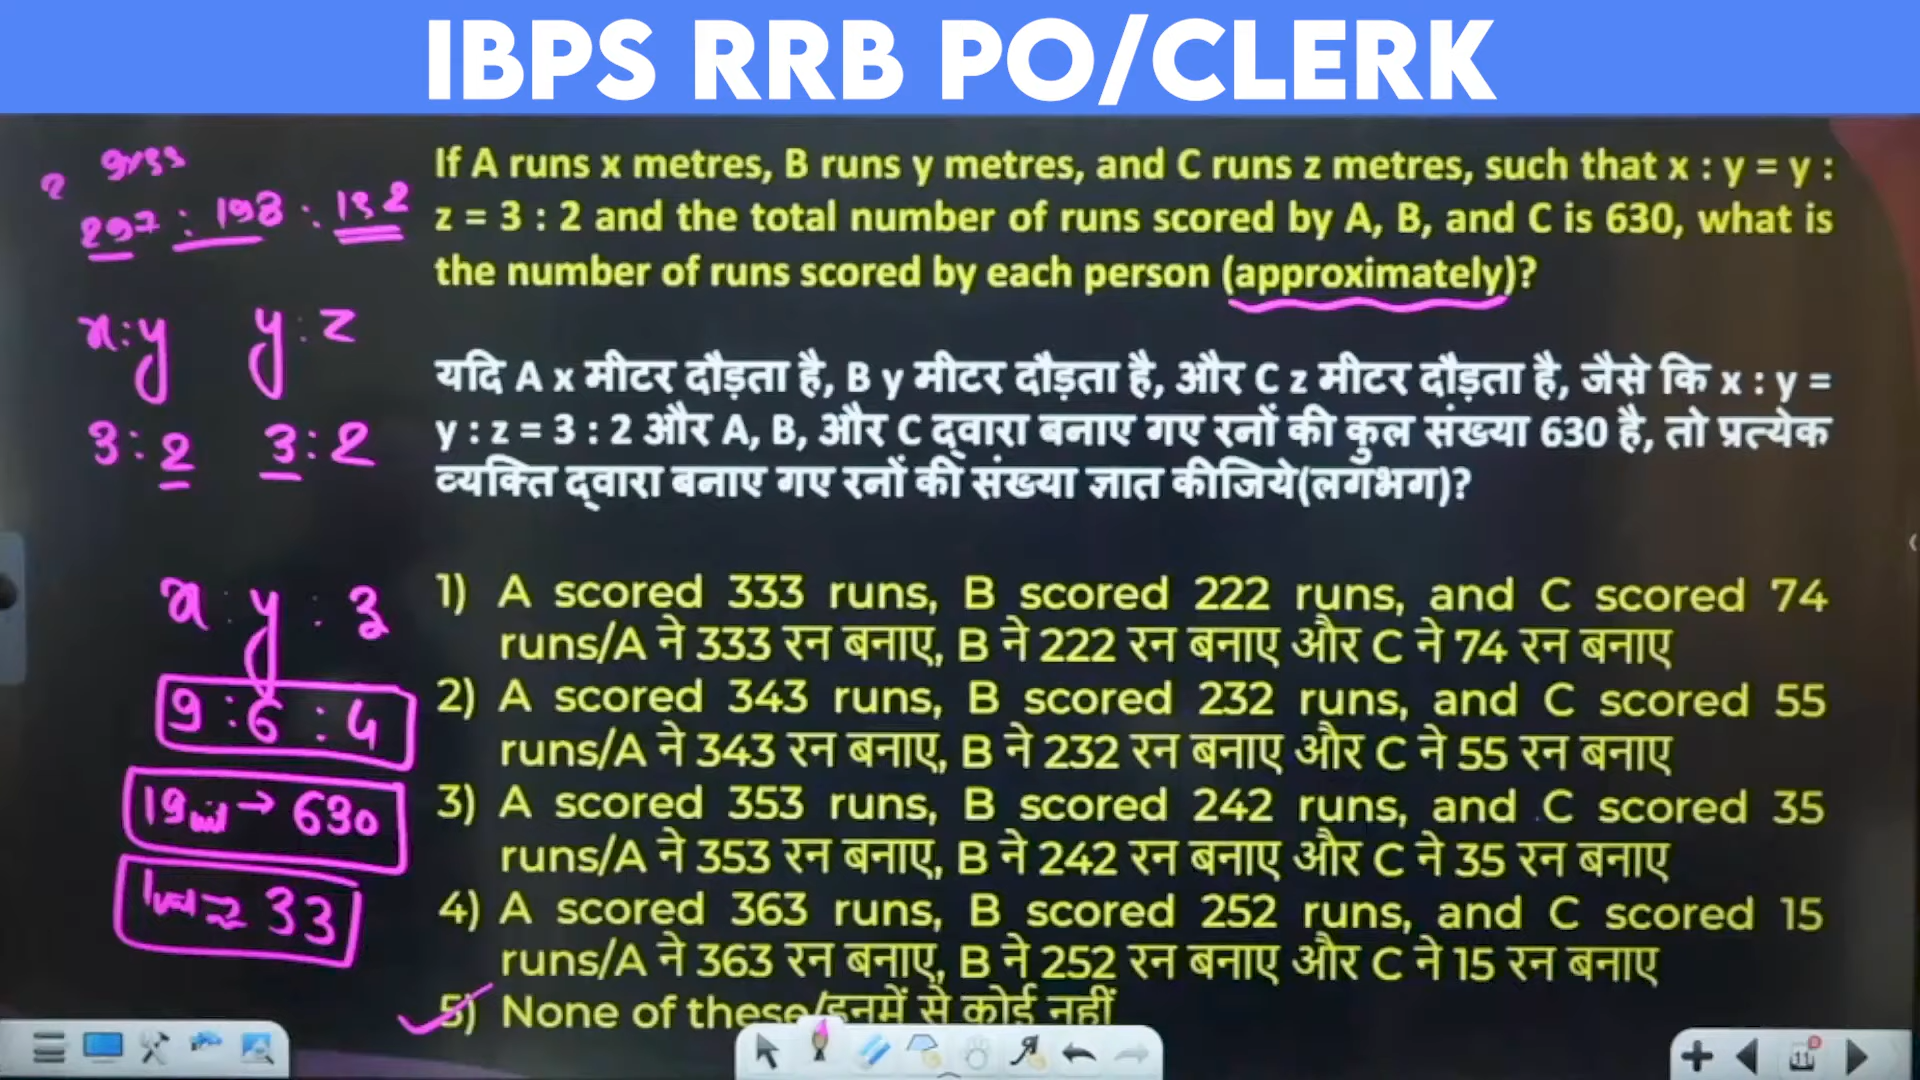 IBPS RRB PO/CLERK
If A runs x metres, B runs y metres, and C runs z metres, such that x : y = y :
z = 3 : 2 and the total number of runs scored by A, B, and C is 630, what is
the number of runs scored by each person (approximately)?
यदि A x मीटर दौड़ता है, B y मीटर दौड़ता है, और C z मीटर दौड़ता है, जैसे कि x : y =
y : z = 3 : 2 और A, B, और C द्वारा बनाए गए रनों की कुल संख्या 630 है, तो प्रत्येक
व्यक्ति द्वारा बनाए गए रनों की संख्या ज्ञात कीजिये(लगभग)?
1) A scored 333 runs, B scored 222 runs, and C scored 74
runs/A ने 333 रन बनाए, B ने 222 रन बनाए और C ने 74 रन बनाए
2) A scored 343 runs, B scored 232 runs, and C scored 55
runs/A ने 343 रन बनाए, B ने 232 रन बनाए और C ने 55 रन बनाए
3) A scored 353 runs, B scored 242 runs, and C scored 35
runs/A ने 353 रन बनाए, B ने 242 रन बनाए और C ने 35 रन बनाए
4) A scored 363 runs, B scored 252 runs, and C scored 15
runs/A ने 363 रन बनाए, B ने 252 रन बनाए और C ने 15 रन बनाए
5) None of these/इनमें से कोई नहीं
9x33
297 : 198 : 132
x:y y:z
3:2 3:2
x : y : z
9 : 6 : 4
19 → 630
1 ≈ 33
11